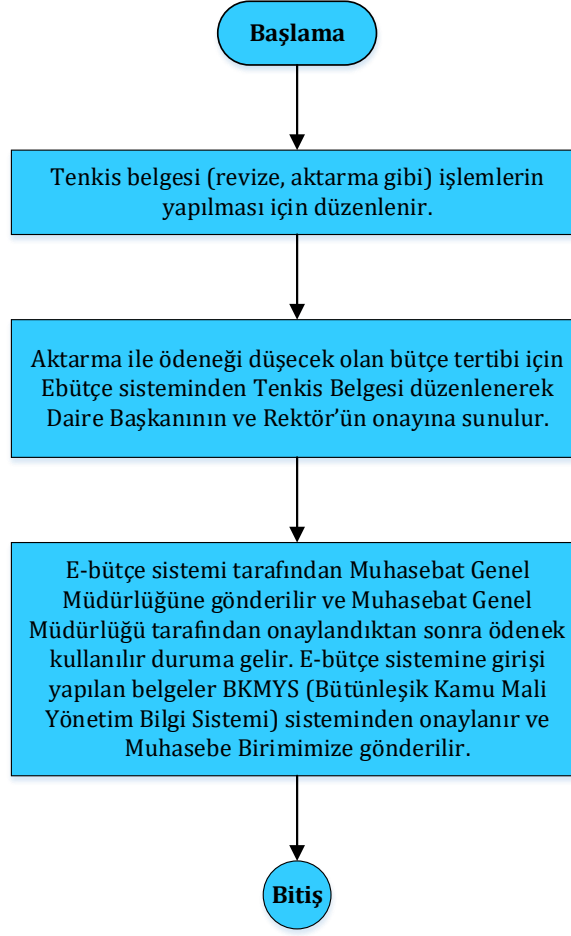 Başlama
Tenkis belgesi (revize, aktarma gibi) işlemlerin
yapılması için düzenlenir.
Aktarma ile ödeneği düşecek olan bütçe tertibi için
Ebütçe sisteminden Tenkis Belgesi düzenlenerek
Daire Başkanının ve Rektör’ün onayına sunulur.
E-bütçe sistemi tarafından Muhasebat Genel
Müdürlüğüne gönderilir ve Muhasebat Genel
Müdürlüğü tarafından onaylandıktan sonra ödenek
kullanılır duruma gelir. E-bütçe sistemine girişi
yapılan belgeler BKMYS (Bütünleşik Kamu Mali
Yönetim Bilgi Sistemi) sisteminden onaylanır ve
Muhasebe Birimimize gönderilir.
Bitiş